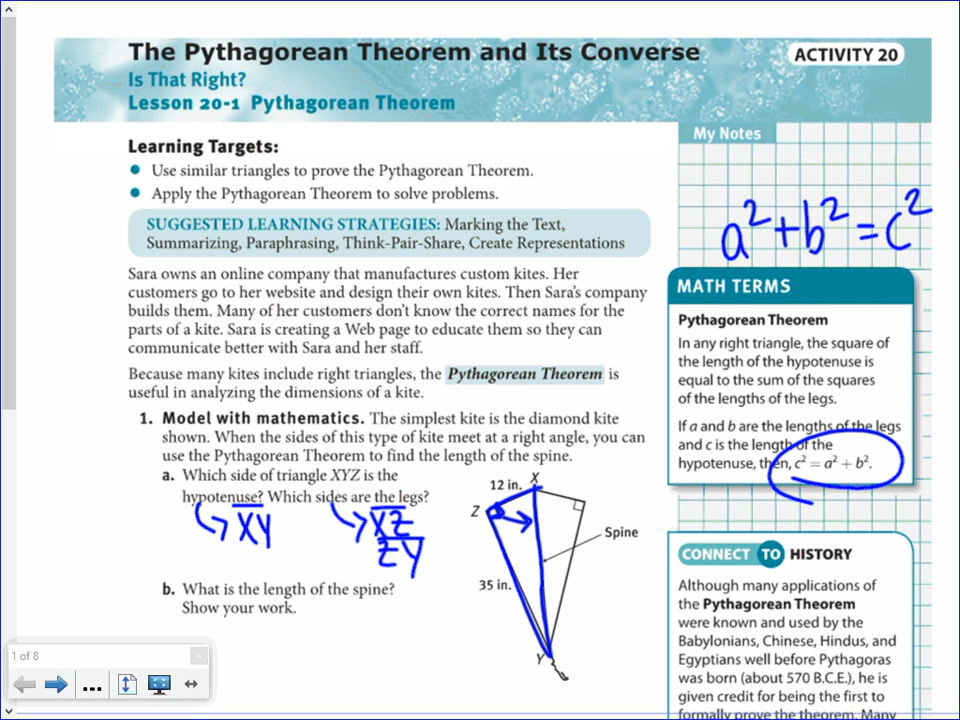 The Pythagorean Theorem and Its Converse
ACTIVITY 20
Is That Right?
Lesson 20-1 Pythagorean Theorem
My Notes
Learning Targets:
• Use similar triangles to prove the Pythagorean Theorem.
• Apply the Pythagorean Theorem to solve problems.
SUGGESTED LEARNING STRATEGIES: Marking the Text,
Summarizing, Paraphrasing, Think-Pair-Share, Create Representations
Sara owns an online company that manufactures custom kites. Her
customers go to her website and design their own kites. Then Sara's company
builds them. Many of her customers don't know the correct names for the
parts of a kite. Sara is creating a Web page to educate them so they can
communicate better with Sara and her staff.
Because many kites include right triangles, the Pythagorean Theorem is
useful in analyzing the dimensions of a kite.
1. Model with mathematics. The simplest kite is the diamond kite
shown. When the sides of this type of kite meet at a right angle, you can
use the Pythagorean Theorem to find the length of the spine.
a. Which side of triangle XYZ is the
hypotenuse? Which sides are the legs?
XY
XZ
ZY
b. What is the length of the spine?
Show your work.
12 in.
X
Z
Spine
35 in.
Y
a² + b² = c²
MATH TERMS
Pythagorean Theorem
In any right triangle, the square of
the length of the hypotenuse is
equal to the sum of the squares
of the lengths of the legs.
If a and b are the lengths of the legs
and c is the length of the
hypotenuse, then, c² = a² + b².
CONNECT TO HISTORY
Although many applications of
the Pythagorean Theorem
were known and used by the
Babylonians, Chinese, Hindus, and
Egyptians well before Pythagoras
was born (about 570 B.C.E.), he is
given credit for being the first to
formally prove the theorem. Many
1 of 8